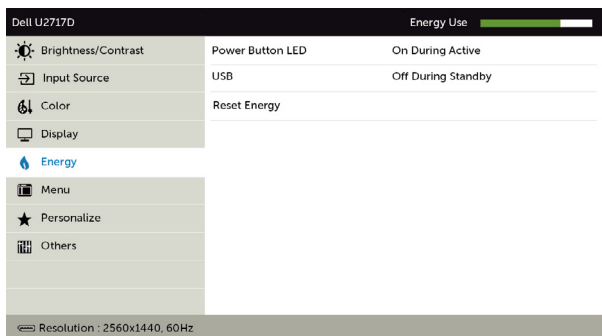 Dell U2717D Energy Use
Brightness/Contrast Power Button LED On During Active
Input Source USB Off During Standby
Color Reset Energy
Display
Energy
Menu
Personalize
Others
Resolution : 2560x1440, 60Hz